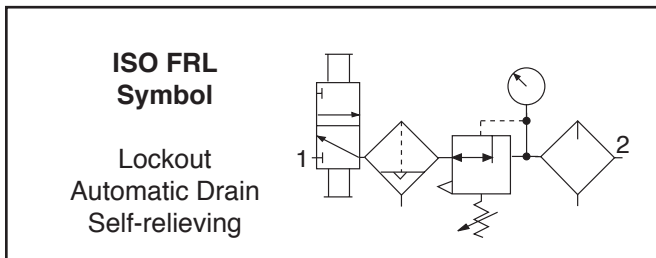 ISO FRL
Symbol
Lockout
Automatic Drain
Self-relieving
1
2